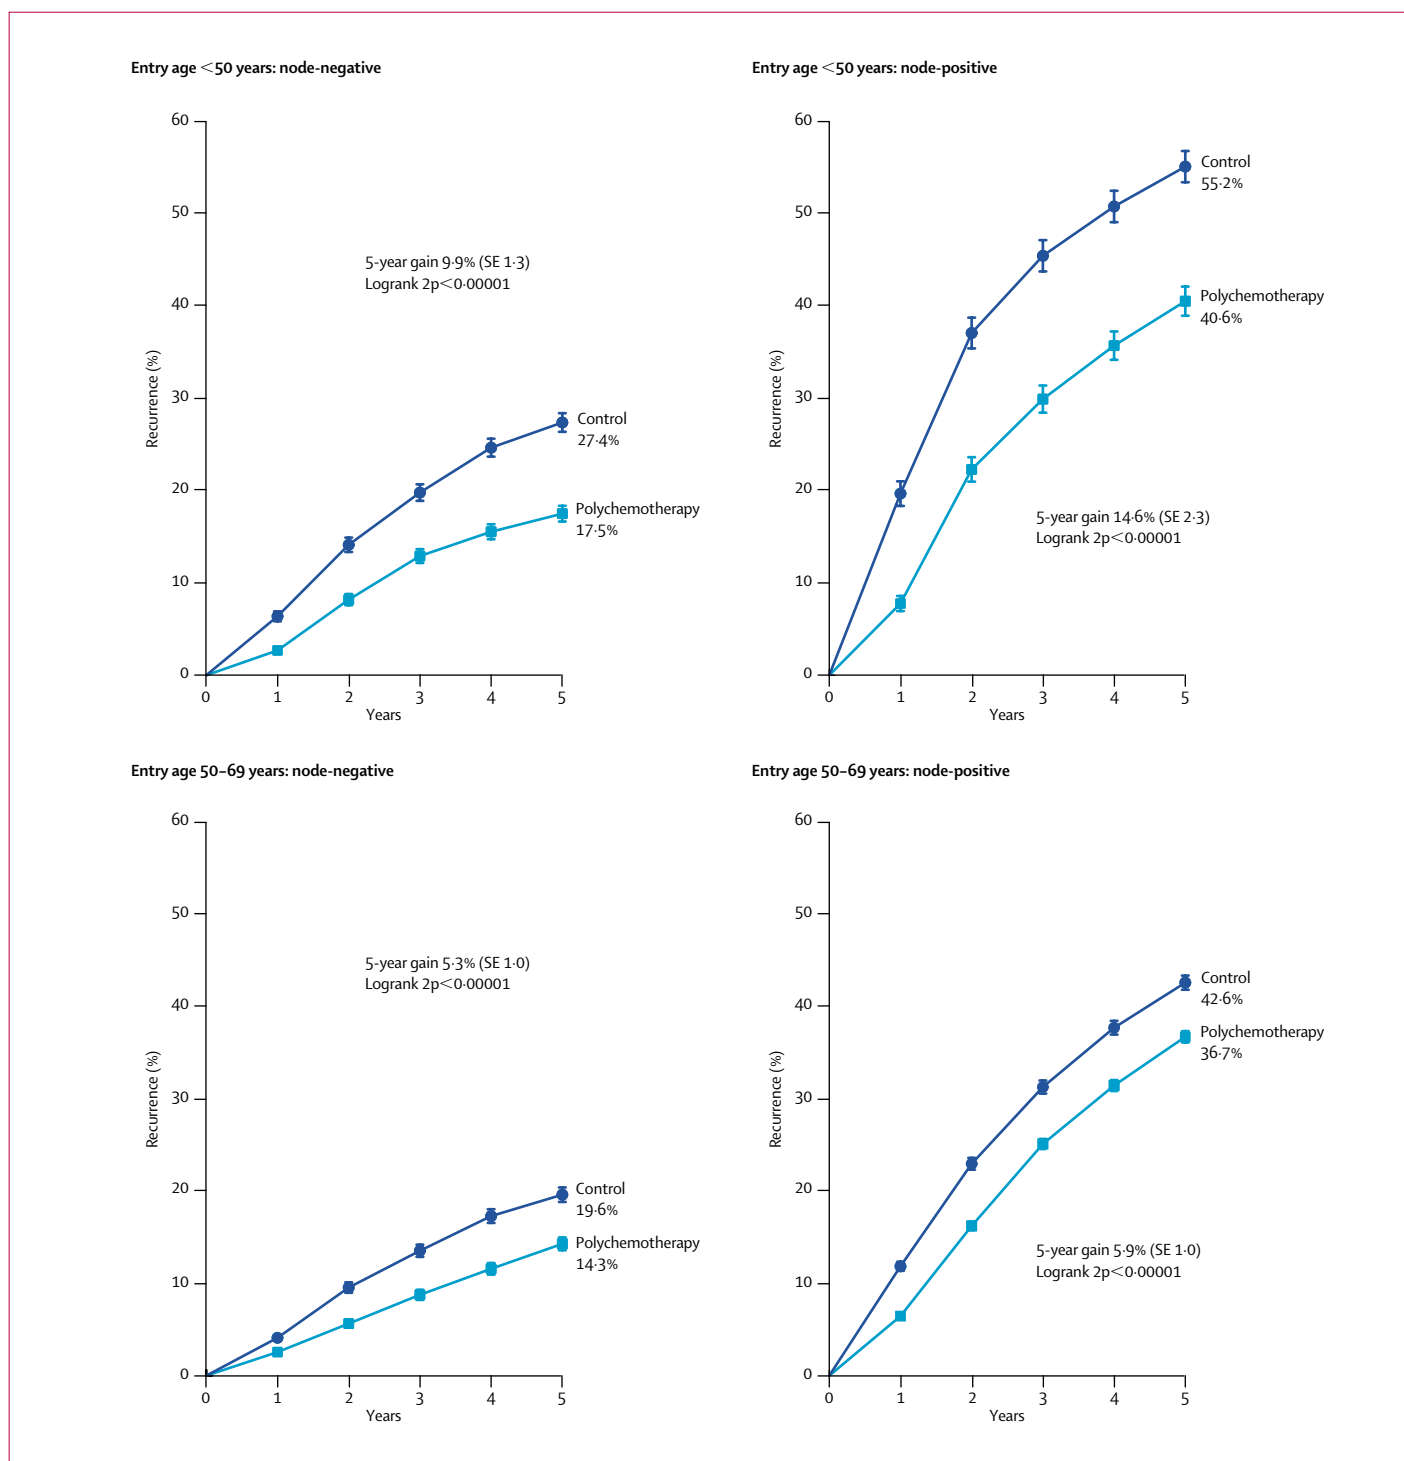 Entry age <50 years: node-negative
60
50
40
30
20
10
0
Recurrence (%)
5-year gain 9·9% (SE 1·3)
Logrank 2p<0·00001
Control
27·4%
Polychemotherapy
17·5%
0 1 2 3 4 5
Years
Entry age <50 years: node-positive
60
50
40
30
20
10
0
Recurrence (%)
Control
55·2%
Polychemotherapy
40·6%
5-year gain 14·6% (SE 2·3)
Logrank 2p<0·00001
0 1 2 3 4 5
Years
Entry age 50–69 years: node-negative
60
50
40
30
20
10
0
Recurrence (%)
5-year gain 5·3% (SE 1·0)
Logrank 2p<0·00001
Control
19·6%
Polychemotherapy
14·3%
0 1 2 3 4 5
Years
Entry age 50–69 years: node-positive
60
50
40
30
20
10
0
Recurrence (%)
Control
42·6%
Polychemotherapy
36·7%
5-year gain 5·9% (SE 1·0)
Logrank 2p<0·00001
0 1 2 3 4 5
Years